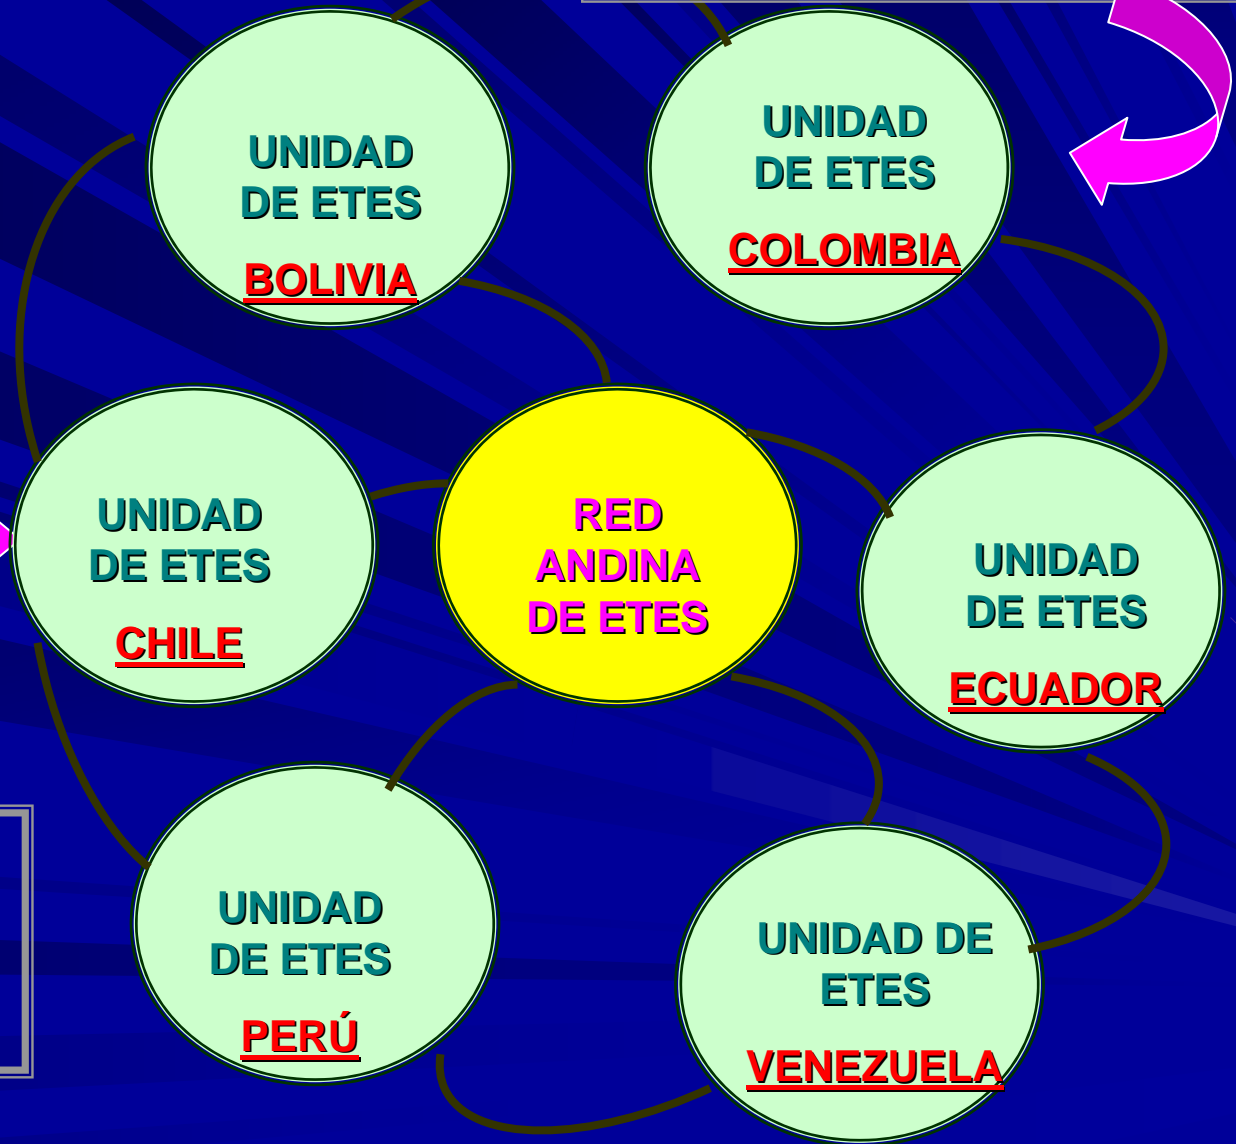 UNIDAD
DE ETES
BOLIVIA
UNIDAD
DE ETES
COLOMBIA
UNIDAD
DE ETES
CHILE
RED
ANDINA
DE ETES
UNIDAD
DE ETES
ECUADOR
UNIDAD
DE ETES
PERÚ
UNIDAD DE
ETES
VENEZUELA